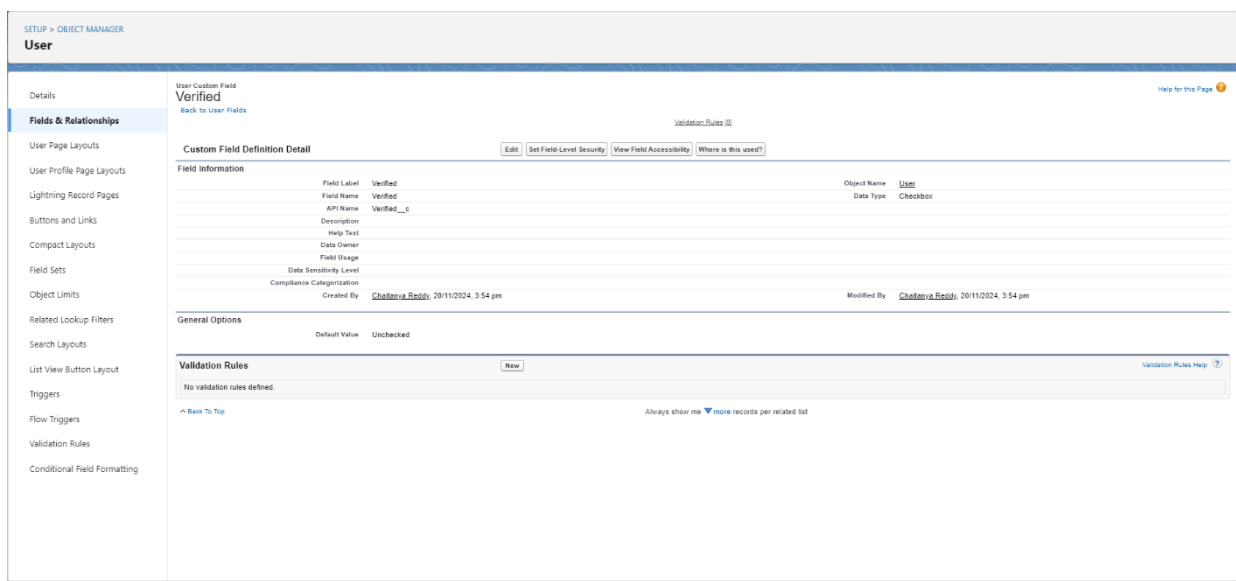 SETUP > OBJECT MANAGER
User
Details
Fields & Relationships
User Page Layouts
User Profile Page Layouts
Lightning Record Pages
Buttons and Links
Compact Layouts
Field Sets
Object Limits
Related Lookup Filters
Search Layouts
List View Button Layout
Triggers
Flow Triggers
Validation Rules
Conditional Field Formatting
User Custom Field
Verified
Back to User Fields
Help for this Page ?
Validation Rules [0]
Custom Field Definition Detail Edit Set Field-Level Security View Field Accessibility Where is this used?
Field Information
Field Label Verified Object Name User
Field Name Verified Data Type Checkbox
API Name Verified__c
Description
Help Text
Data Owner
Field Usage
Data Sensitivity Level
Compliance Categorization
Created By Chaitanya Reddy, 20/11/2024, 3:54 pm Modified By Chaitanya Reddy, 20/11/2024, 3:54 pm
General Options
Default Value Unchecked
Validation Rules New Validation Rules Help ?
No validation rules defined.
Back To Top Always show me more records per related list